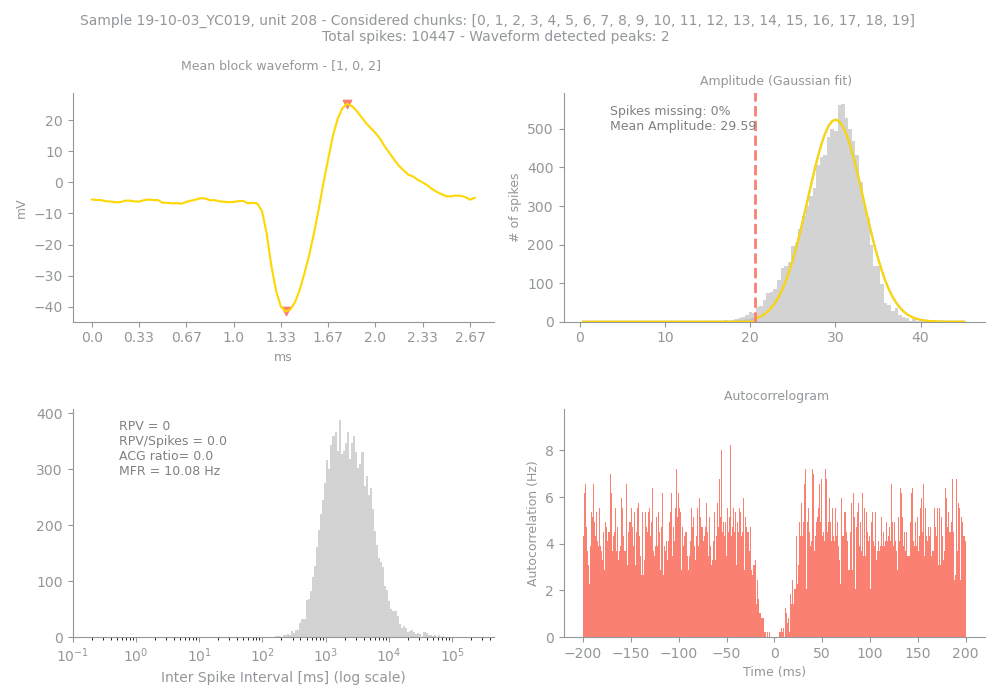 Sample 19-10-03_YC019, unit 208 - Considered chunks: [0, 1, 2, 3, 4, 5, 6, 7, 8, 9, 10, 11, 12, 13, 14, 15, 16, 17, 18, 19]
Total spikes: 10447 - Waveform detected peaks: 2
Mean block waveform - [1, 0, 2]
mV
20
10
0
−10
−20
−30
−40
0.0 0.33 0.67 1.0 1.33 1.67 2.0 2.33 2.67
ms
Amplitude (Gaussian fit)
Spikes missing: 0%
Mean Amplitude: 29.59
# of spikes
500
400
300
200
100
0
0 10 20 30 40
400
300
200
100
0
RPV = 0
RPV/Spikes = 0.0
ACG ratio= 0.0
MFR = 10.08 Hz
10⁻¹ 10⁰ 10¹ 10² 10³ 10⁴ 10⁵
Inter Spike Interval [ms] (log scale)
Autocorrelogram
Autocorrelation (Hz)
8
6
4
2
0
−200 −150 −100 −50 0 50 100 150 200
Time (ms)